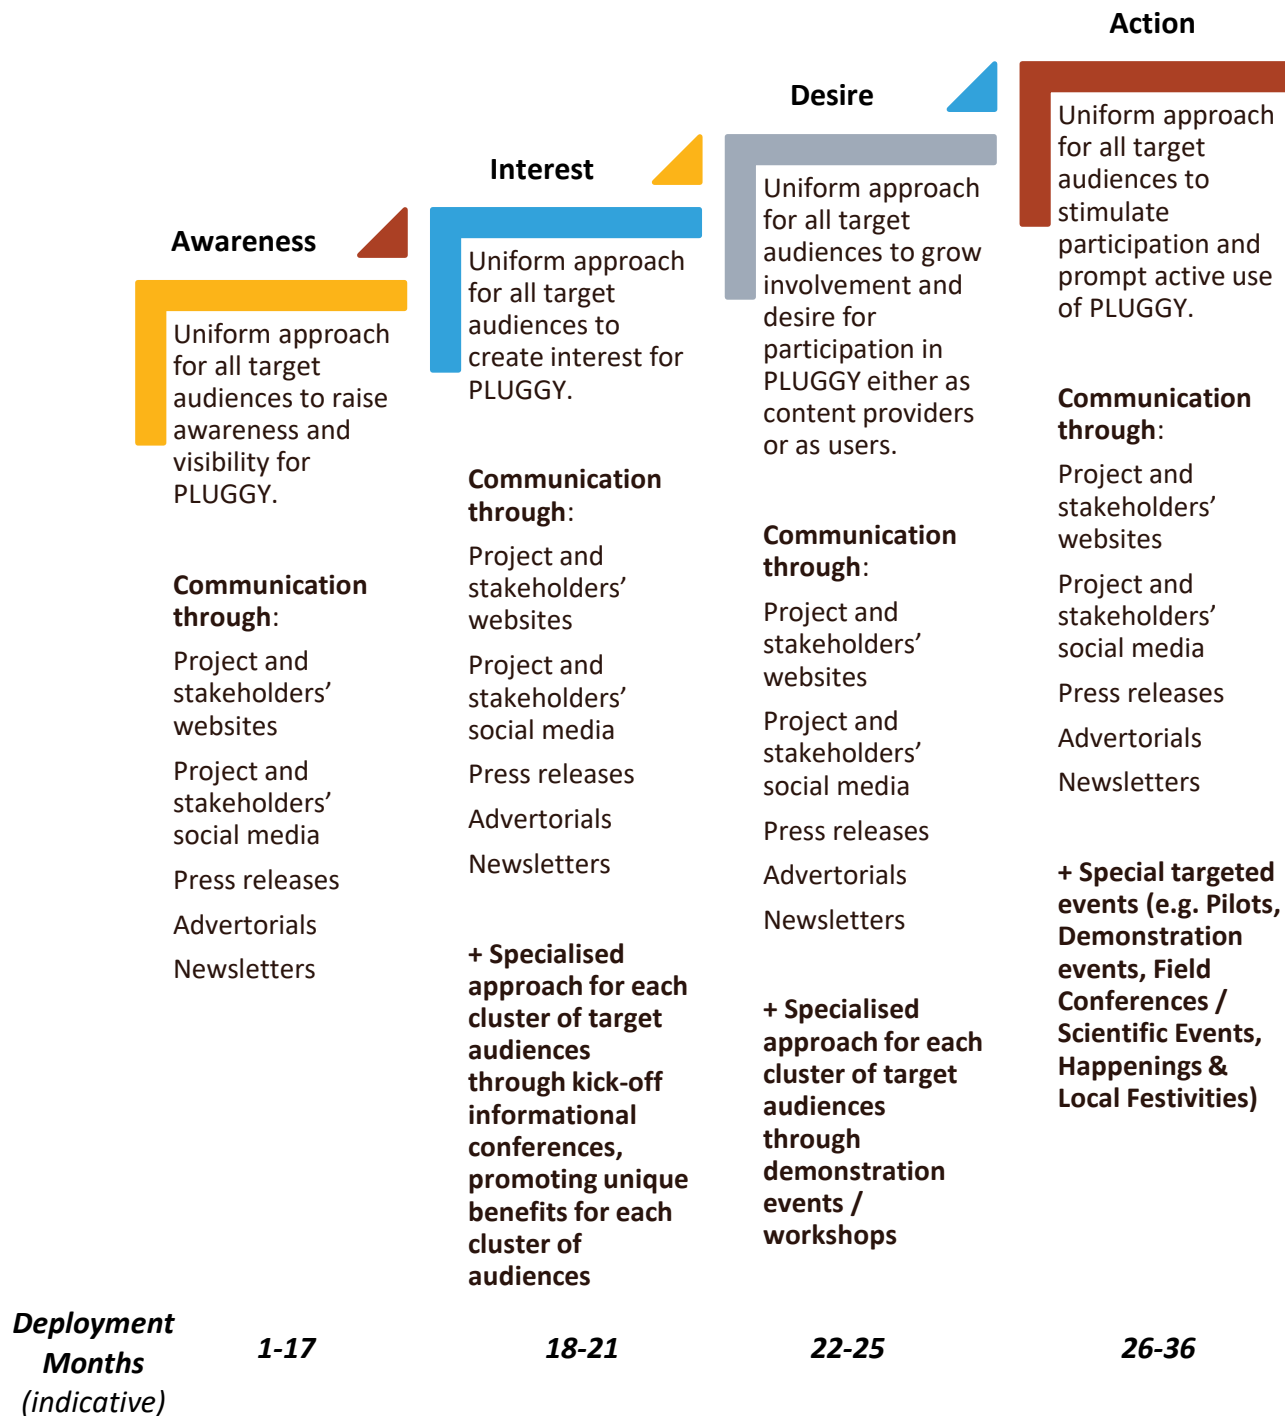 Awareness
Uniform approach
for all target
audiences to raise
awareness and
visibility for
PLUGGY.
Communication
through:
Project and
stakeholders’
websites
Project and
stakeholders’
social media
Press releases
Advertorials
Newsletters
Interest
Uniform approach
for all target
audiences to
create interest for
PLUGGY.
Communication
through:
Project and
stakeholders’
websites
Project and
stakeholders’
social media
Press releases
Advertorials
Newsletters
+ Specialised
approach for each
cluster of target
audiences
through kick-off
informational
conferences,
promoting unique
benefits for each
cluster of
audiences
Desire
Uniform approach
for all target
audiences to grow
involvement and
desire for
participation in
PLUGGY either as
content providers
or as users.
Communication
through:
Project and
stakeholders’
websites
Project and
stakeholders’
social media
Press releases
Advertorials
Newsletters
+ Specialised
approach for each
cluster of target
audiences
through
demonstration
events /
workshops
Action
Uniform approach
for all target
audiences to
stimulate
participation and
prompt active use
of PLUGGY.
Communication
through:
Project and
stakeholders’
websites
Project and
stakeholders’
social media
Press releases
Advertorials
Newsletters
+ Special targeted
events (e.g. Pilots,
Demonstration
events, Field
Conferences /
Scientific Events,
Happenings &
Local Festivities)
Deployment
Months
(indicative)
1-17
18-21
22-25
26-36